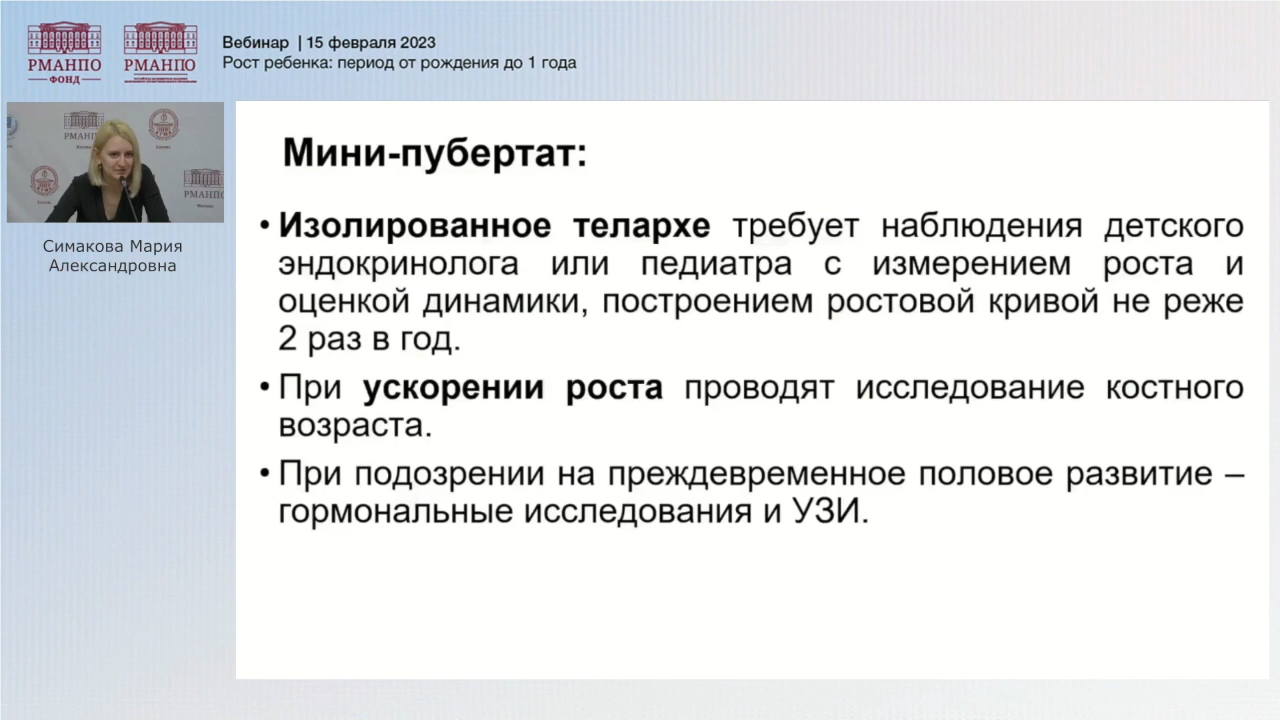 РМАНПО
ФОНД
РМАНПО
Вебинар | 15 февраля 2023
Рост ребенка: период от рождения до 1 года
РМАНПО
РМАНПО
Симакова Мария
Александровна
Мини-пубертат:
• Изолированное телархе требует наблюдения детского
эндокринолога или педиатра с измерением роста и
оценкой динамики, построением ростовой кривой не реже
2 раз в год.
• При ускорении роста проводят исследование костного
возраста.
• При подозрении на преждевременное половое развитие –
гормональные исследования и УЗИ.